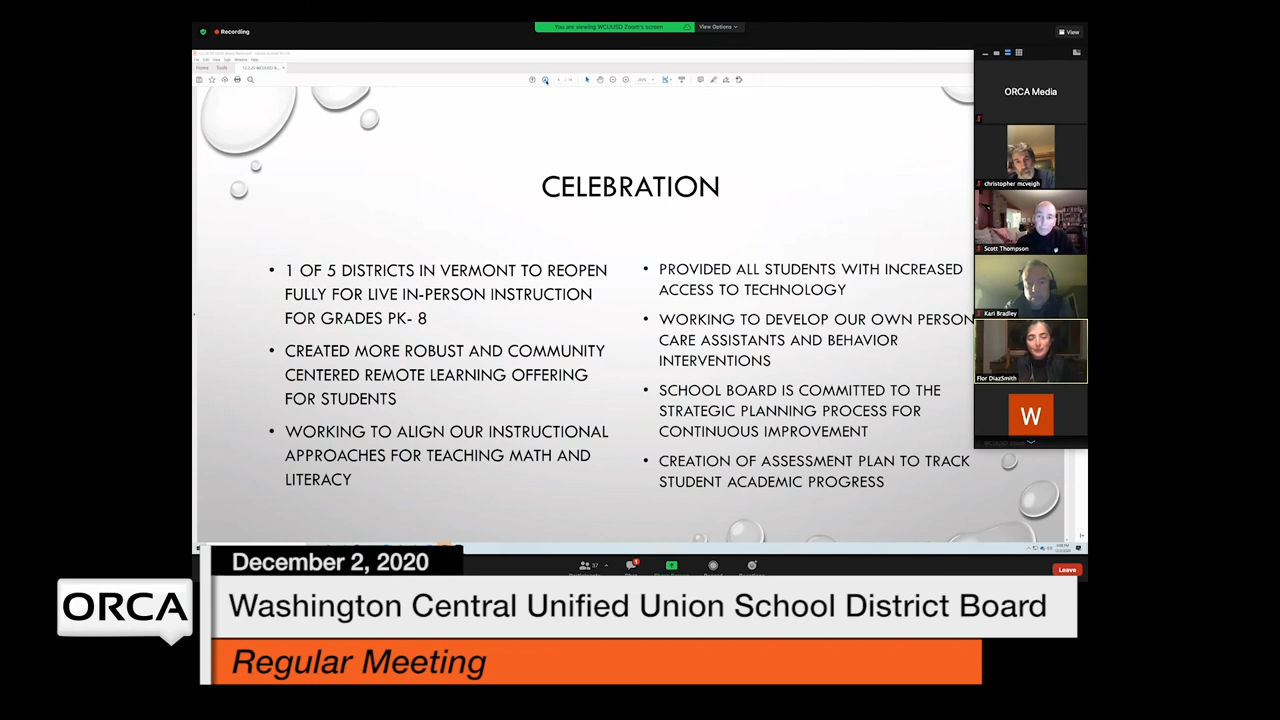 Recording
You are viewing WCUUSD Zoom's screen
View Options
View
Home
Tools
ORCA Media
christopher mcveigh
Scott Thompson
Kari Bradley
Flor DiazSmith
W
CELEBRATION
• 1 OF 5 DISTRICTS IN VERMONT TO REOPEN
FULLY FOR LIVE IN-PERSON INSTRUCTION
FOR GRADES PK- 8
• CREATED MORE ROBUST AND COMMUNITY
CENTERED REMOTE LEARNING OFFERING
FOR STUDENTS
• WORKING TO ALIGN OUR INSTRUCTIONAL
APPROACHES FOR TEACHING MATH AND
LITERACY
• PROVIDED ALL STUDENTS WITH INCREASED
ACCESS TO TECHNOLOGY
• WORKING TO DEVELOP OUR OWN PERSON
CARE ASSISTANTS AND BEHAVIOR
INTERVENTIONS
• SCHOOL BOARD IS COMMITTED TO THE
STRATEGIC PLANNING PROCESS FOR
CONTINUOUS IMPROVEMENT
• CREATION OF ASSESSMENT PLAN TO TRACK
STUDENT ACADEMIC PROGRESS
37
Leave
December 2, 2020
ORCA
Washington Central Unified Union School District Board
Regular Meeting